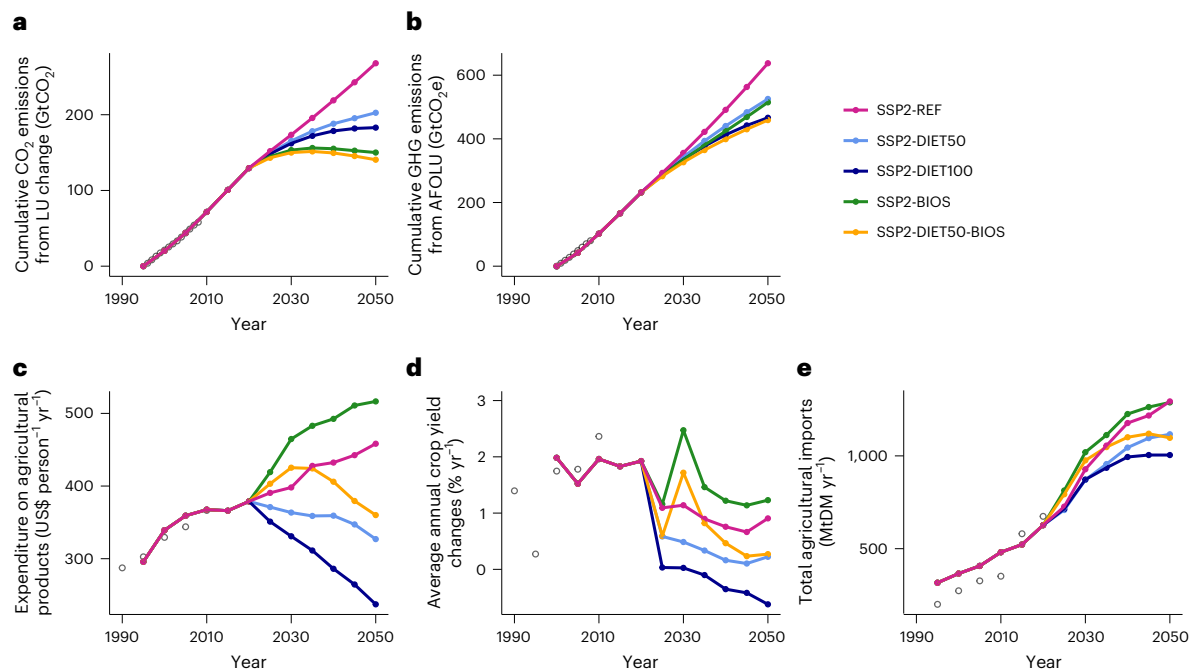 a
Cumulative CO2 emissions
from LU change (GtCO2)
200
100
0
1990
2010
2030
2050
Year
b
Cumulative GHG emissions
from AFOLU (GtCO2e)
600
400
200
0
1990
2010
2030
2050
Year
SSP2-REF
SSP2-DIET50
SSP2-DIET100
SSP2-BIOS
SSP2-DIET50-BIOS
c
Expenditure on agricultural
products (US$ person−1 yr−1)
500
400
300
1990
2010
2030
2050
Year
d
Average annual crop yield
changes (% yr−1)
3
2
1
0
1990
2010
2030
2050
Year
e
Total agricultural imports
(MtDM yr−1)
1,000
500
1990
2010
2030
2050
Year